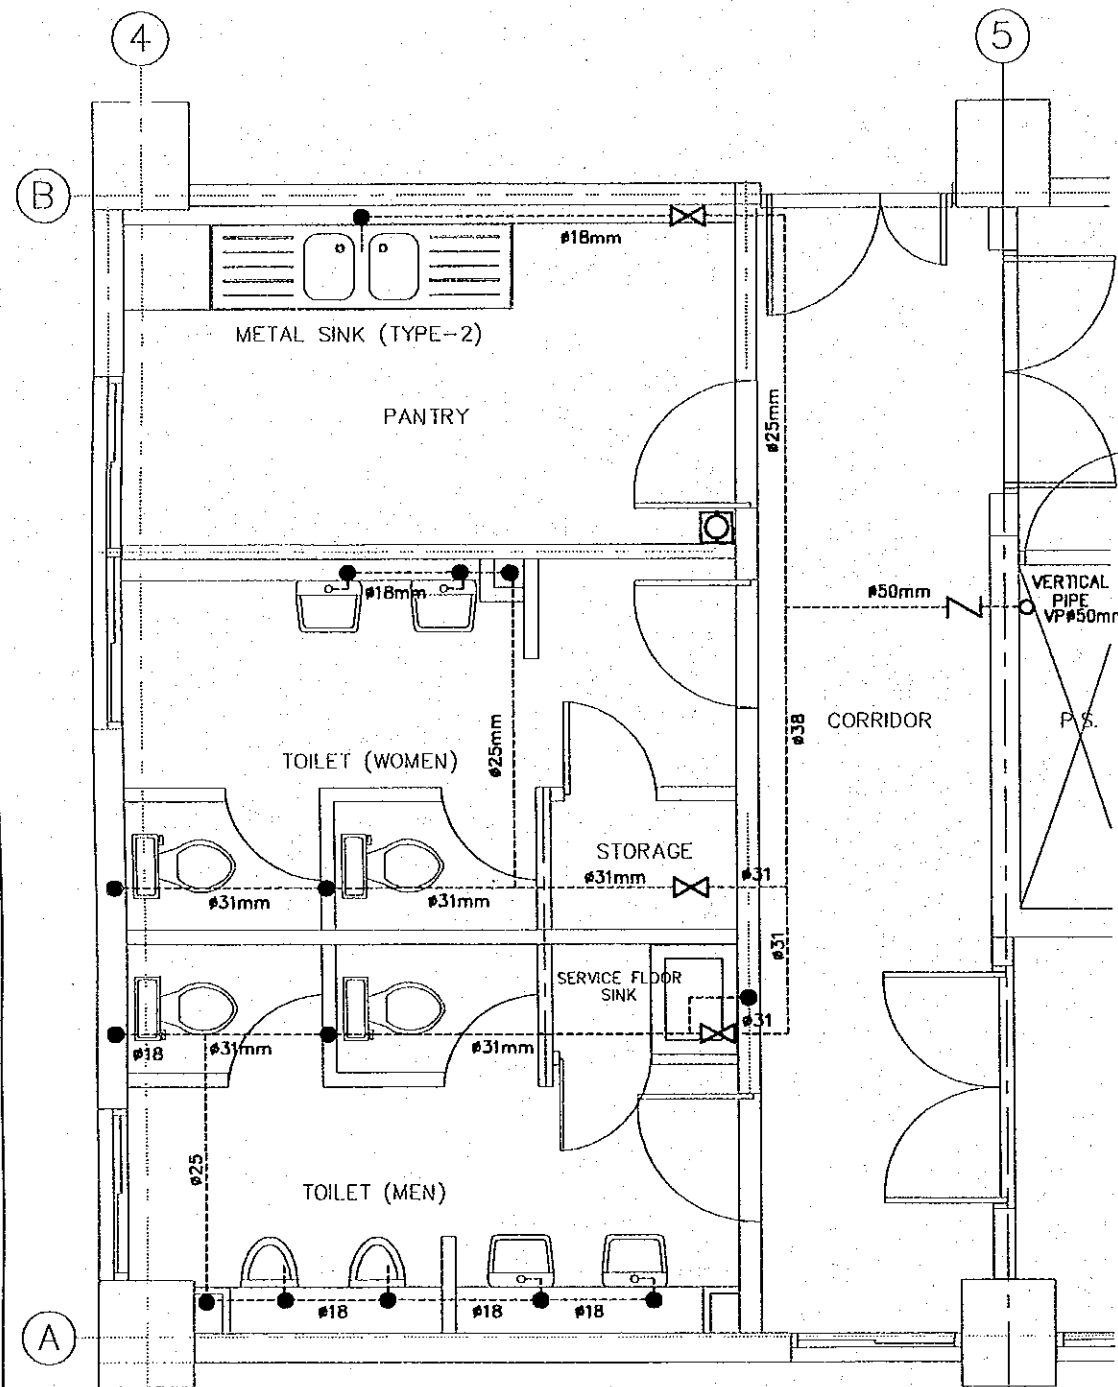 4
5
B
ø18mm
METAL SINK (TYPE-2)
PANTRY
ø25mm
ø18mm
ø50mm
VERTICAL
PIPE
VPø50mm
ø38
CORRIDOR
P.S.
ø25mm
TOILET (WOMEN)
STORAGE
ø31mm
ø31
ø31mm
ø31mm
ø31
SERVICE FLOOR
SINK
ø31
ø18
ø31mm
ø31mm
ø25
TOILET (MEN)
ø18
ø18
ø18
A